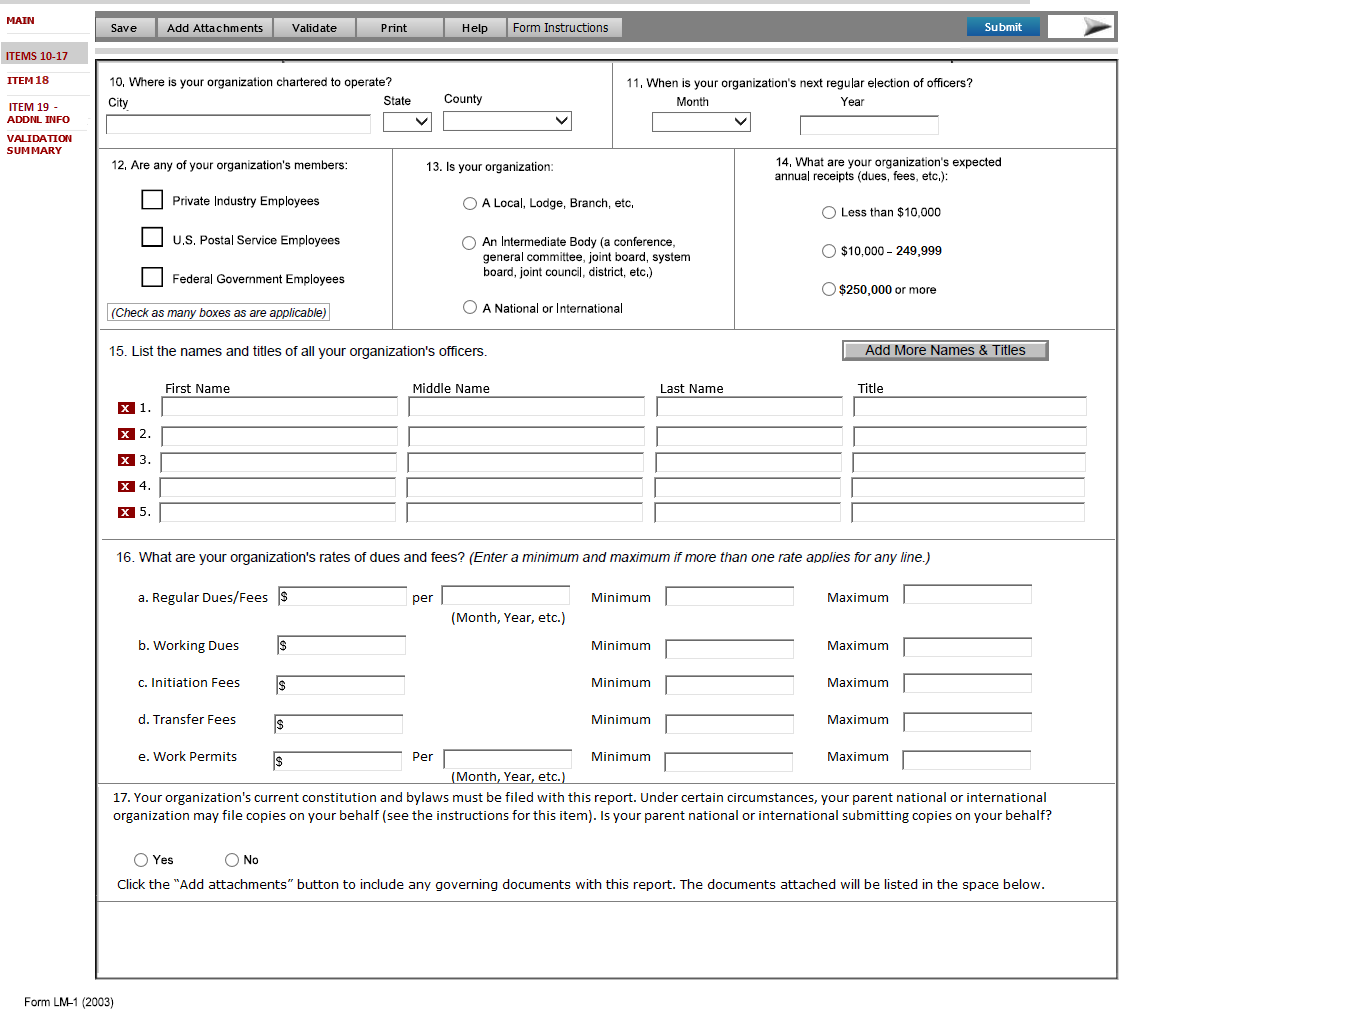 MAIN
ITEMS 10-17
ITEM 18
ITEM 19 -
ADDNL INFO
VALIDATION
SUMMARY
Save Add Attachments Validate Print Help Form Instructions Submit
10, Where is your organization chartered to operate?
City State County
11, When is your organization's next regular election of officers?
Month Year
12, Are any of your organization's members:
Private Industry Employees
U.S. Postal Service Employees
Federal Government Employees
(Check as many boxes as are applicable)
13. Is your organization:
A Local, Lodge, Branch, etc,
An Intermediate Body (a conference,
general committee, joint board, system
board, joint council, district, etc,)
A National or International
14, What are your organization's expected
annual receipts (dues, fees, etc,):
Less than $10,000
$10,000 – 249,999
$250,000 or more
15. List the names and titles of all your organization's officers.
Add More Names & Titles
First Name Middle Name Last Name Title
X 1.
X 2.
X 3.
X 4.
X 5.
16. What are your organization's rates of dues and fees? (Enter a minimum and maximum if more than one rate applies for any line.)
a. Regular Dues/Fees $ per Minimum Maximum
(Month, Year, etc.)
b. Working Dues $ Minimum Maximum
c. Initiation Fees $ Minimum Maximum
d. Transfer Fees $ Minimum Maximum
e. Work Permits $ Per Minimum Maximum
(Month, Year, etc.)
17. Your organization's current constitution and bylaws must be filed with this report. Under certain circumstances, your parent national or international
organization may file copies on your behalf (see the instructions for this item). Is your parent national or international submitting copies on your behalf?
Yes No
Click the "Add attachments" button to include any governing documents with this report. The documents attached will be listed in the space below.
Form LM-1 (2003)